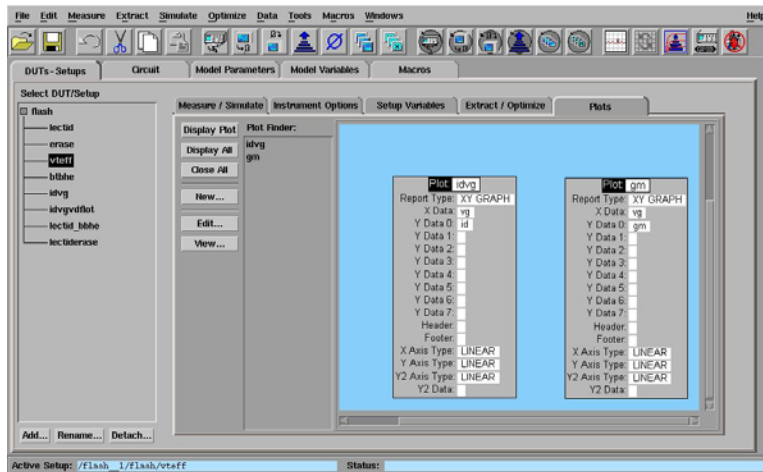 File Edit Measure Extract Simulate Optimize Data Tools Macros Windows Help
DUTs-Setups Circuit Model Parameters Model Variables Macros
Select DUT/Setup
flash
lectid
erase
vteff
btbhe
idvg
idvgvdflot
lectid_bbhe
lectiderase
Add... Rename... Detach...
Measure / Simulate Instrument Options Setup Variables Extract / Optimize Plots
Display Plot
Display All
Close All
New...
Edit...
View...
Plot Finder:
idvg
gm
Plot: idvg
Report Type: XY GRAPH
X Data: vg
Y Data 0: id
Y Data 1:
Y Data 2:
Y Data 3:
Y Data 4:
Y Data 5:
Y Data 6:
Y Data 7:
Header:
Footer:
X Axis Type: LINEAR
Y Axis Type: LINEAR
Y2 Axis Type: LINEAR
Y2 Data:
Plot: gm
Report Type: XY GRAPH
X Data: vg
Y Data 0: gm
Y Data 1:
Y Data 2:
Y Data 3:
Y Data 4:
Y Data 5:
Y Data 6:
Y Data 7:
Header:
Footer:
X Axis Type: LINEAR
Y Axis Type: LINEAR
Y2 Axis Type: LINEAR
Y2 Data:
Active Setup: /flash__1/flash/vteff Status: